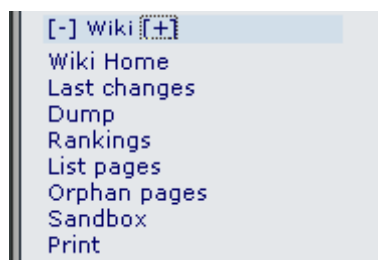 [-] Wiki [+]
Wiki Home
Last changes
Dump
Rankings
List pages
Orphan pages
Sandbox
Print